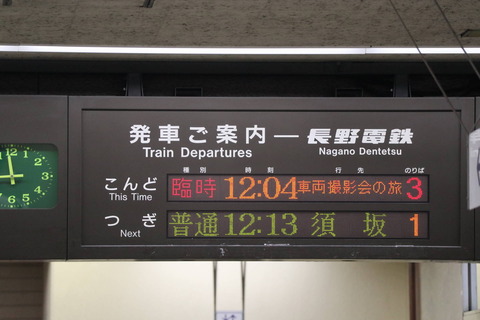 発車ご案内 — 長野電鉄
Train Departures Nagano Dentetsu
種別 時刻 行先 のりば
こんど 臨時 12:04 車両撮影会の旅 3
This Time
つぎ 普通 12:13 須坂 1
Next